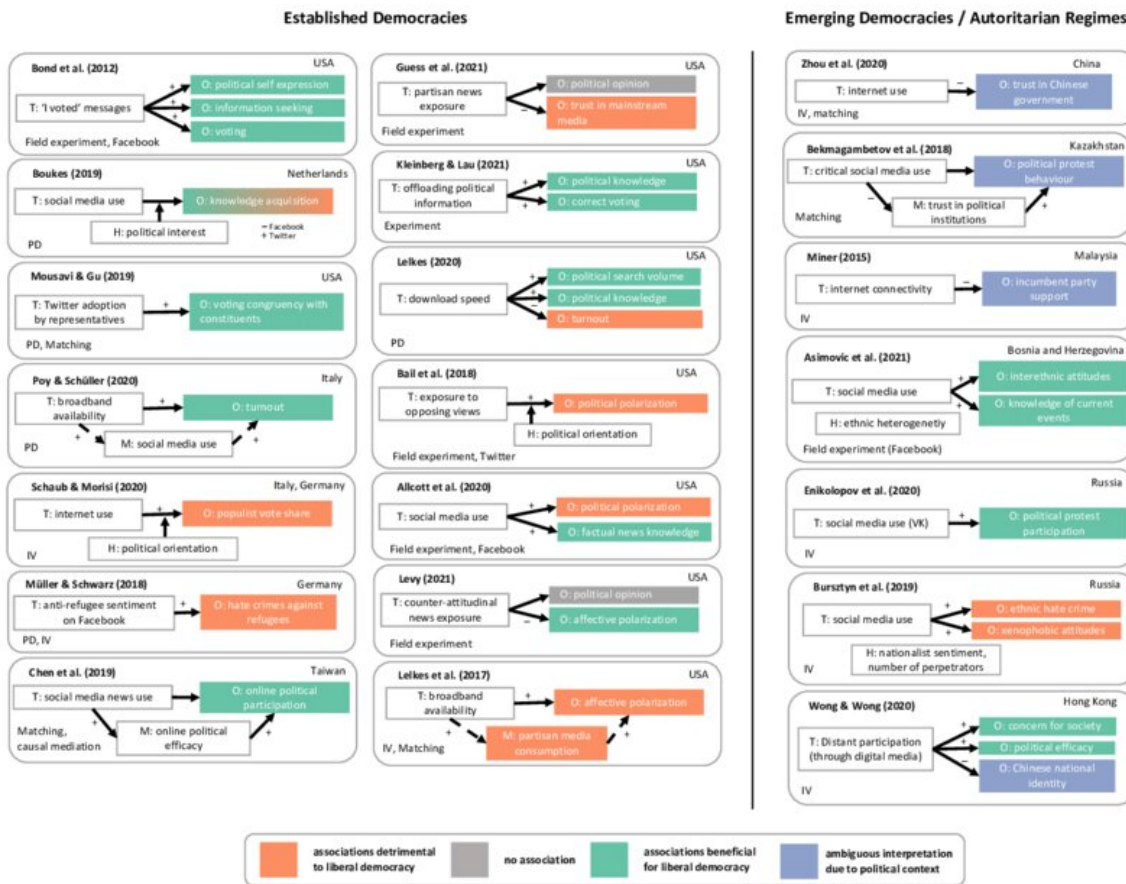 Established Democracies
Bond et al. (2012)
USA
T: 'I voted' messages
+
+
+
O: political self expression
O: information seeking
O: voting
Field experiment, Facebook
Boukes (2019)
Netherlands
T: social media use
O: knowledge acquisition
H: political interest
− Facebook
+ Twitter
PD
Mousavi & Gu (2019)
USA
T: Twitter adoption
by representatives
+
O: voting congruency with
constituents
PD, Matching
Poy & Schüller (2020)
Italy
T: broadband
availability
+
O: turnout
+
M: social media use
+
PD
Schaub & Morisi (2020)
Italy, Germany
T: internet use
+
O: populist vote share
H: political orientation
IV
Müller & Schwarz (2018)
Germany
T: anti-refugee sentiment
on Facebook
+
O: hate crimes against
refugees
PD, IV
Chen et al. (2019)
Taiwan
T: social media news use
O: online political
participation
+
M: online political
efficacy
+
Matching,
causal mediation
Guess et al. (2021)
USA
T: partisan news
exposure
O: political opinion
−
O: trust in mainstream
media
Field experiment
Kleinberg & Lau (2021)
USA
T: offloading political
information
+
+
O: political knowledge
O: correct voting
Experiment
Lelkes (2020)
USA
T: download speed
+
+
−
O: political search volume
O: political knowledge
O: turnout
PD
Bail et al. (2018)
USA
T: exposure to
opposing views
+
O: political polarization
H: political orientation
Field experiment, Twitter
Allcott et al. (2020)
USA
T: social media use
+
+
O: political polarization
O: factual news knowledge
Field experiment, Facebook
Levy (2021)
USA
T: counter-attitudinal
news exposure
O: political opinion
−
O: affective polarization
Field experiment
Lelkes et al. (2017)
USA
T: broadband
availability
+
O: affective polarization
+
M: partisan media
consumption
+
IV, Matching
Emerging Democracies / Autoritarian Regimes
Zhou et al. (2020)
China
T: internet use
−
O: trust in Chinese
government
IV, matching
Bekmagambetov et al. (2018)
Kazakhstan
T: critical social media use
O: political protest
behaviour
−
M: trust in political
institutions
+
Matching
Miner (2015)
Malaysia
T: internet connectivity
−
O: incumbent party
support
IV
Asimovic et al. (2021)
Bosnia and Herzegovina
T: social media use
+
+
O: interethnic attitudes
O: knowledge of current
events
H: ethnic heterogenetiy
Field experiment (Facebook)
Enikolopov et al. (2020)
Russia
T: social media use (VK)
+
O: political protest
participation
IV
Bursztyn et al. (2019)
Russia
T: social media use
+
+
O: ethnic hate crime
O: xenophobic attitudes
H: nationalist sentiment,
number of perpetrators
IV
Wong & Wong (2020)
Hong Kong
T: Distant participation
(through digital media)
+
+
−
O: concern for society
O: political efficacy
O: Chinese national
identity
IV
associations detrimental
to liberal democracy
no association
associations beneficial
for liberal democracy
ambiguous interpretation
due to political context